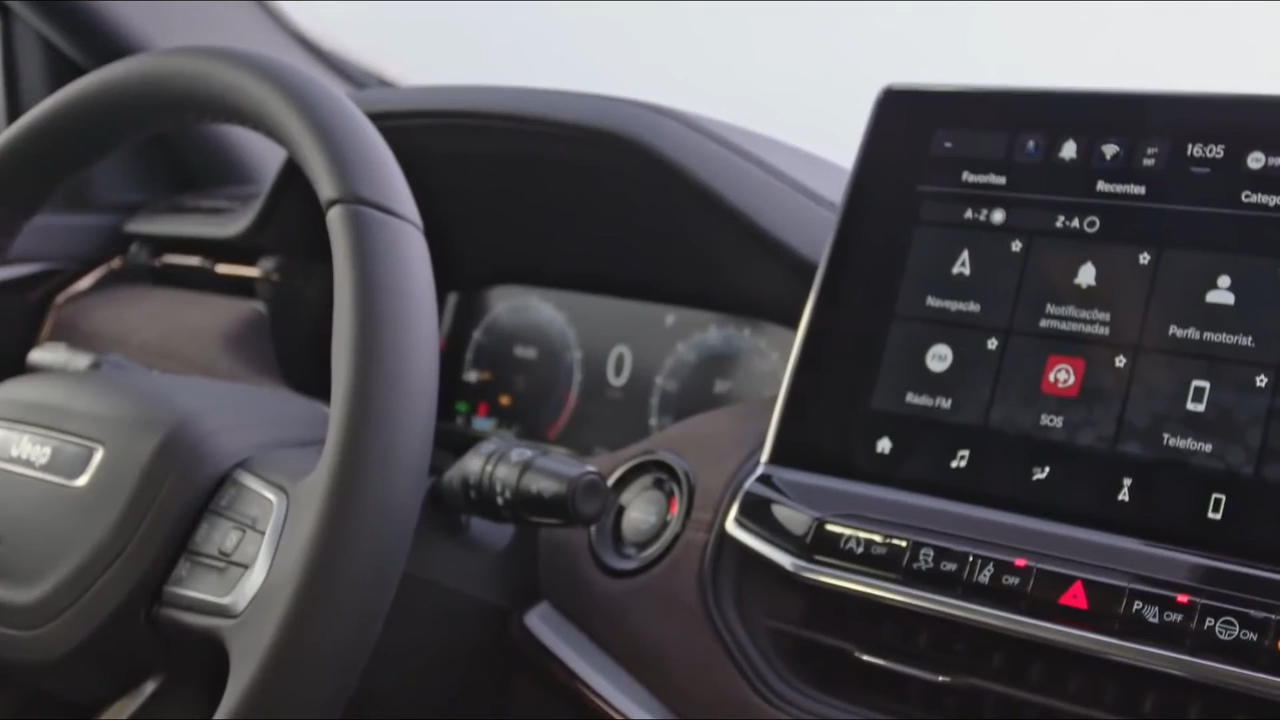 16:05
Favoritos
Recentes
A-Z
Z-A
Navegação
Notificações
armazenadas
Perfis motorist.
FM
Rádio FM
SOS
Telefone
Jeep
0
(A) OFF
OFF
OFF
P OFF
P ON